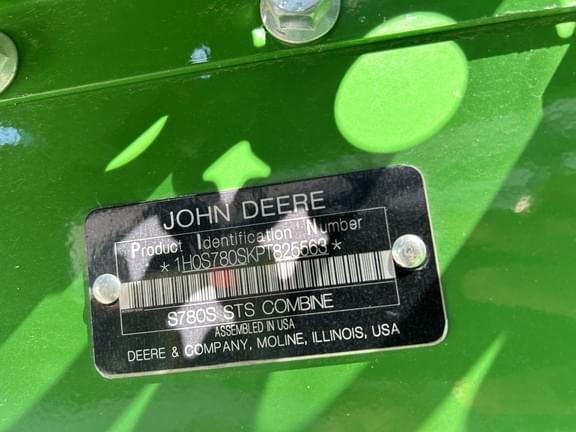 JOHN DEERE
Product Identification Number
*1H0S780SKPT825563*
S780S STS COMBINE
ASSEMBLED IN USA
DEERE & COMPANY, MOLINE, ILLINOIS, USA